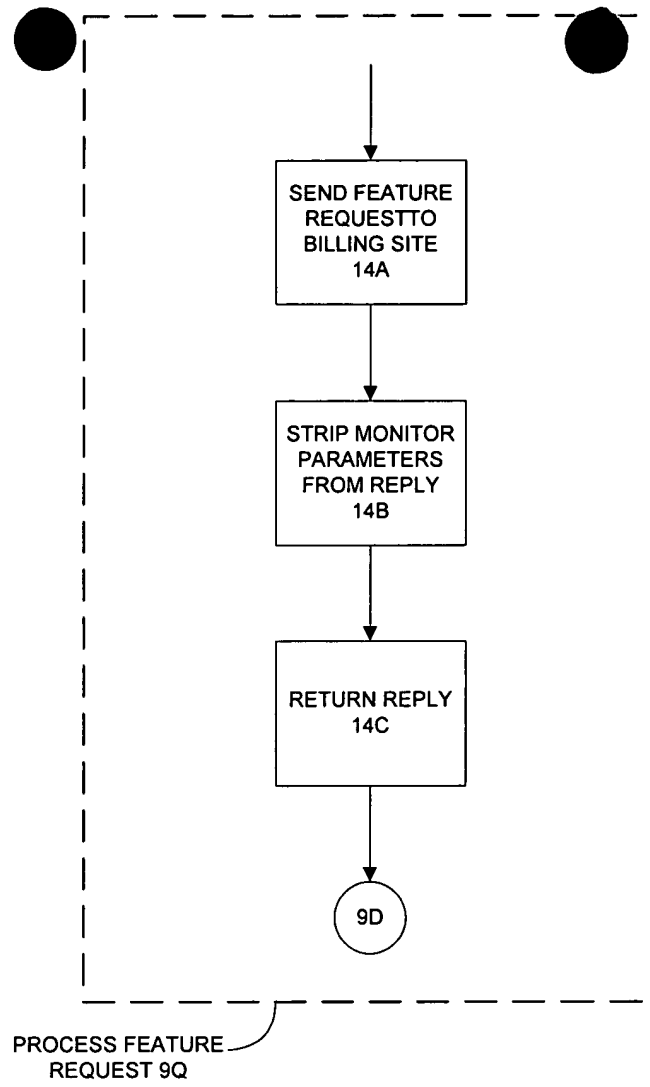 SEND FEATURE
REQUESTTO
BILLING SITE
14A
STRIP MONITOR
PARAMETERS
FROM REPLY
14B
RETURN REPLY
14C
9D
PROCESS FEATURE
REQUEST 9Q